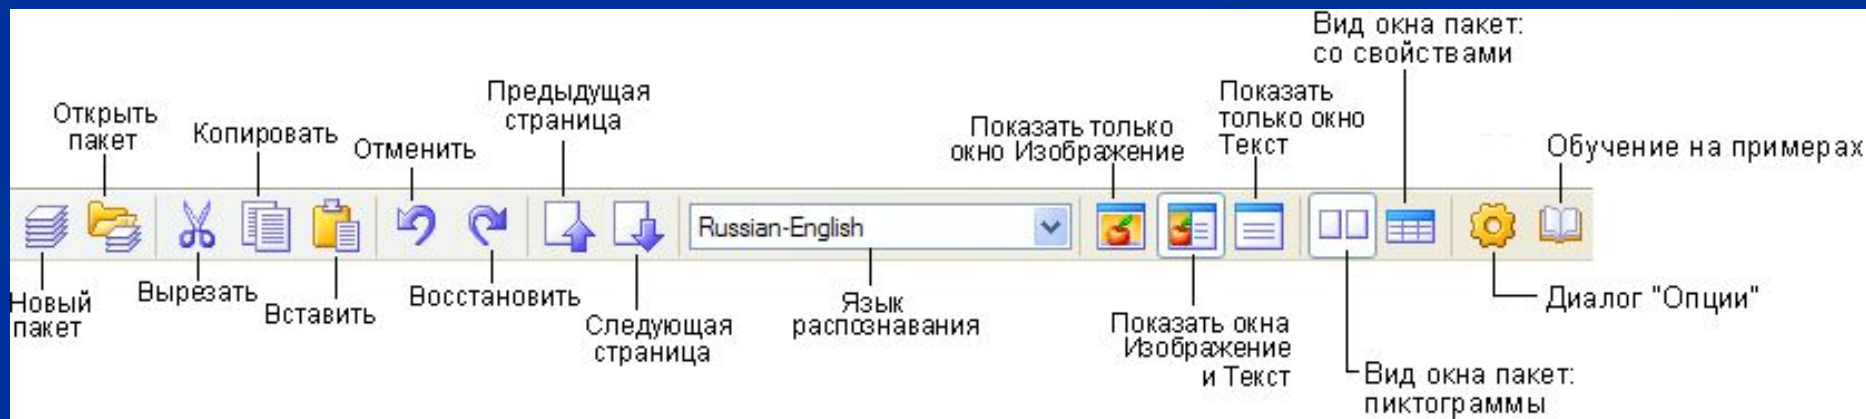 Вид окна пакет:
со свойствами
Открыть
пакет
Копировать
Отменить
Предыдущая
страница
Показать только
окно Изображение
Показать
только окно
Текст
Обучение на примерах
Russian-English
Новый
пакет
Вырезать
Вставить
Восстановить
Следующая
страница
Язык
распознавания
Показать окна
Изображение
и Текст
Диалог "Опции"
Вид окна пакет:
пиктограммы